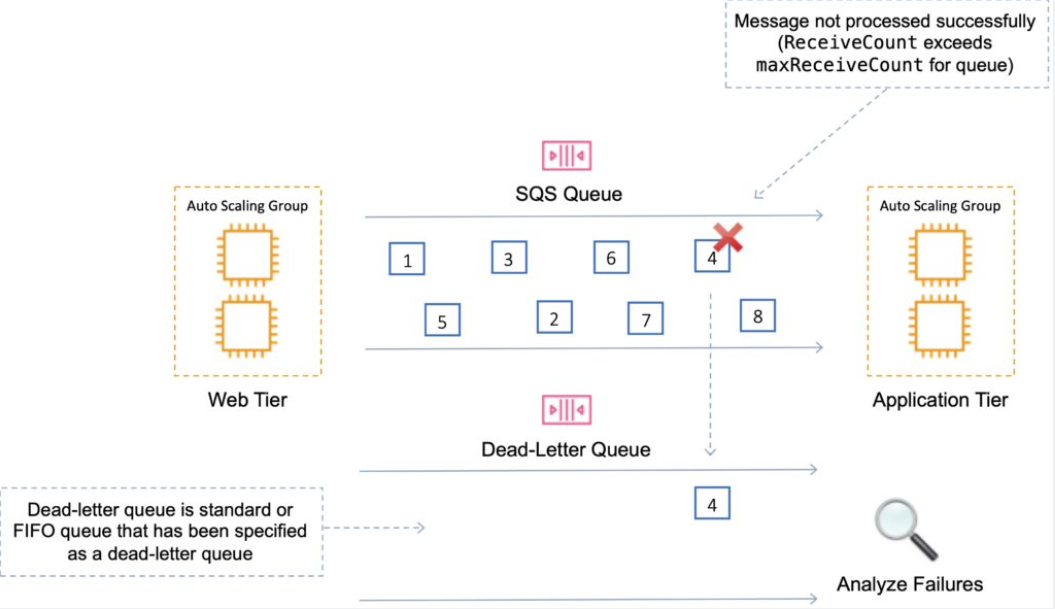 Message not processed successfully
(ReceiveCount exceeds
maxReceiveCount for queue)
SQS Queue
Auto Scaling Group
Auto Scaling Group
1
3
6
4
5
2
7
8
Web Tier
Application Tier
Dead-Letter Queue
4
Dead-letter queue is standard or
FIFO queue that has been specified
as a dead-letter queue
Analyze Failures